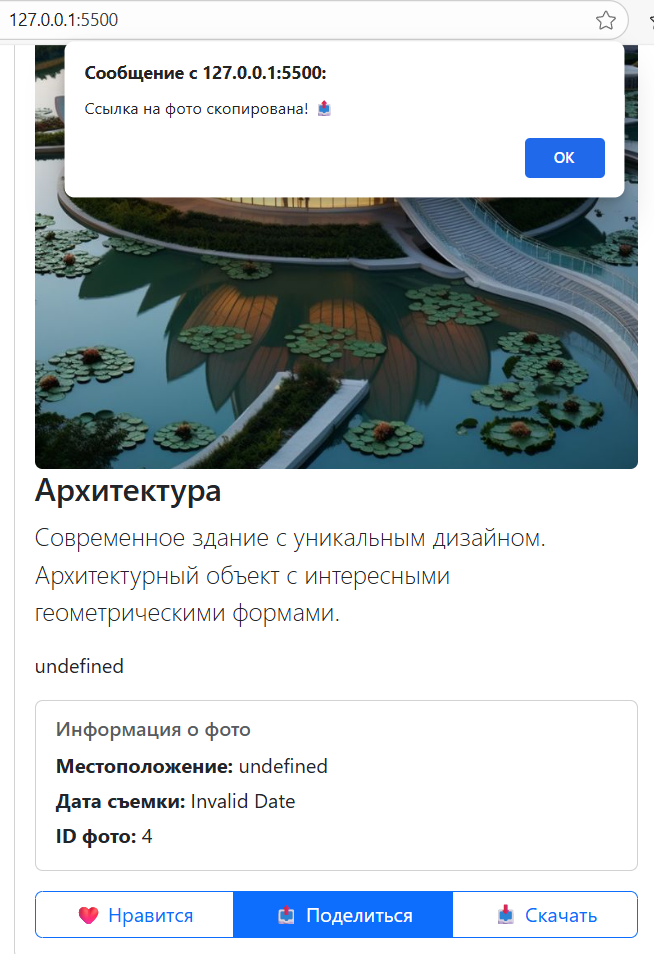 127.0.0.1:5500
Сообщение с 127.0.0.1:5500:
Ссылка на фото скопирована! 📤
ОК
Архитектура
Современное здание с уникальным дизайном.
Архитектурный объект с интересными
геометрическими формами.
undefined
Информация о фото
Местоположение: undefined
Дата съемки: Invalid Date
ID фото: 4
❤️ Нравится
📤 Поделиться
📥 Скачать